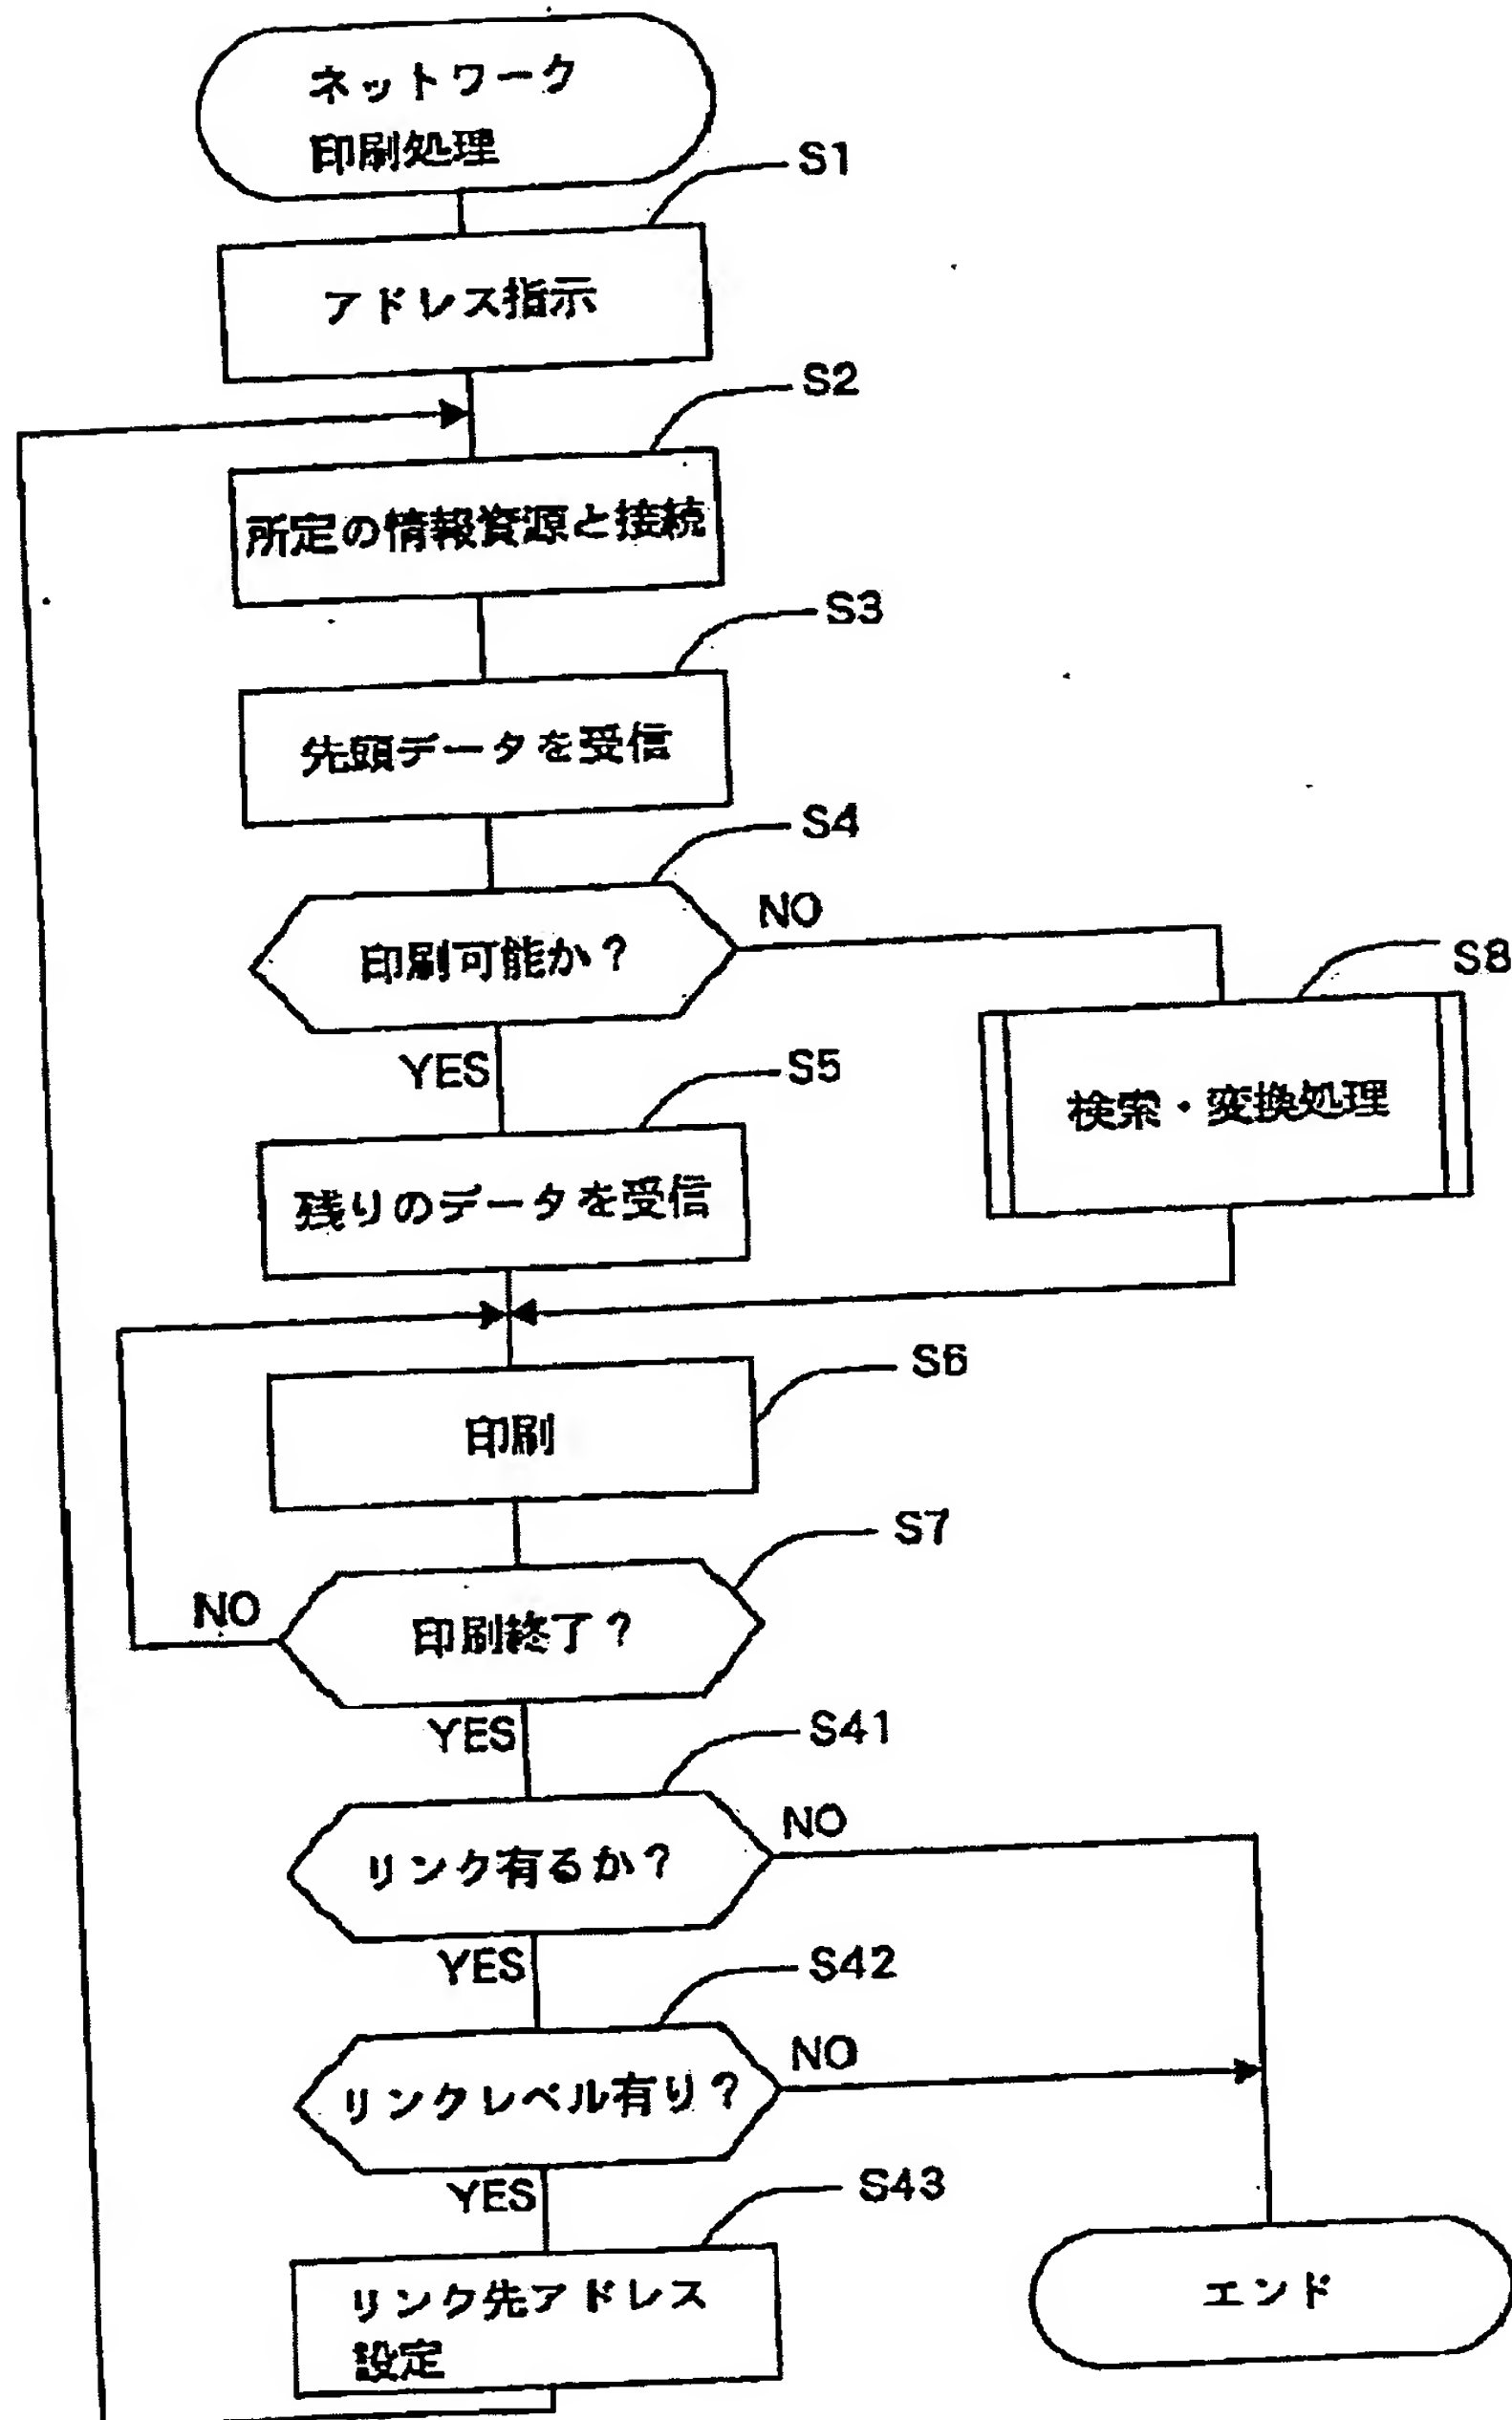 ネットワーク
印刷処理
S1
アドレス指示
S2
所定の情報資源と接続
S3
先頭データを受信
S4
印刷可能か？
NO
S8
検索・変換処理
YES
S5
残りのデータを受信
S6
印刷
S7
印刷終了？
NO
YES
S41
リンク有るか？
NO
YES
S42
リンクレベル有り？
NO
YES
S43
リンク先アドレス
設定
エンド